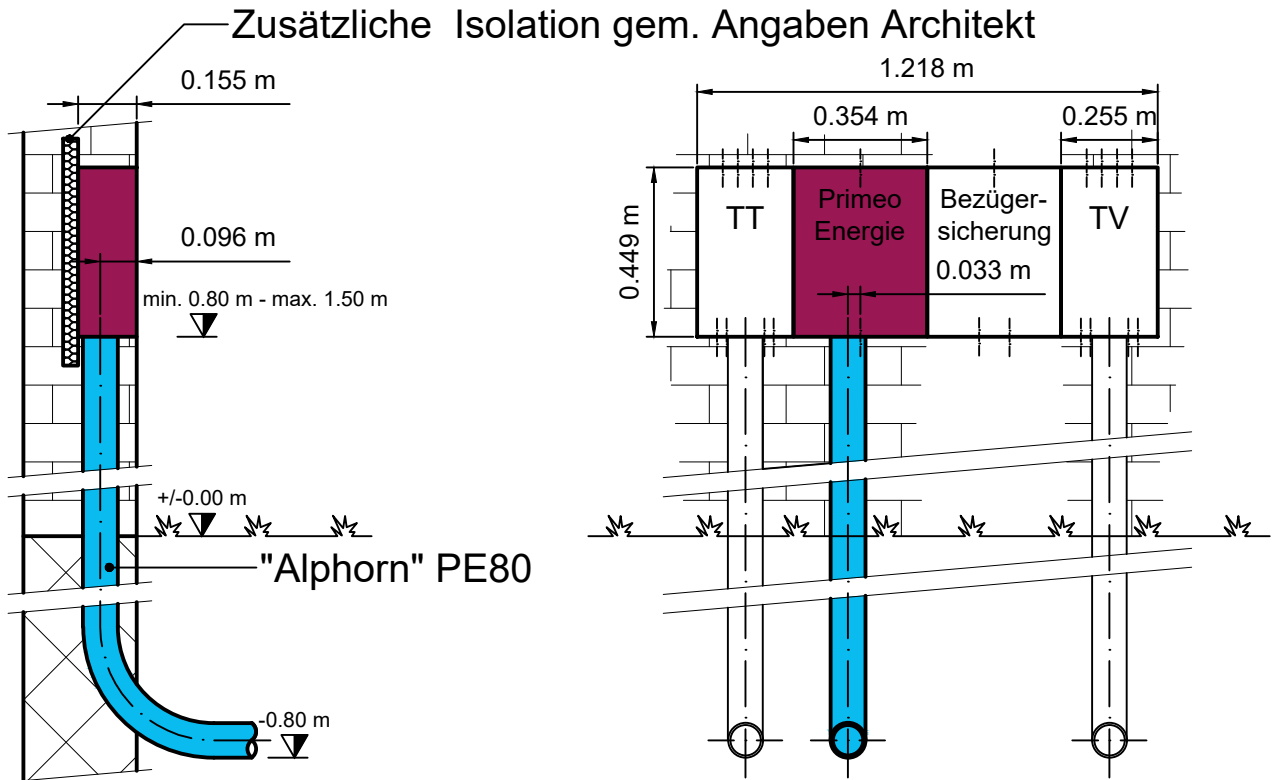 Zusätzliche Isolation gem. Angaben Architekt
0.155 m
1.218 m
0.354 m
0.255 m
0.096 m
0.449 m
TT
Primeo
Energie
Bezüger-
sicherung
TV
0.033 m
min. 0.80 m - max. 1.50 m
+/-0.00 m
"Alphorn" PE80
-0.80 m